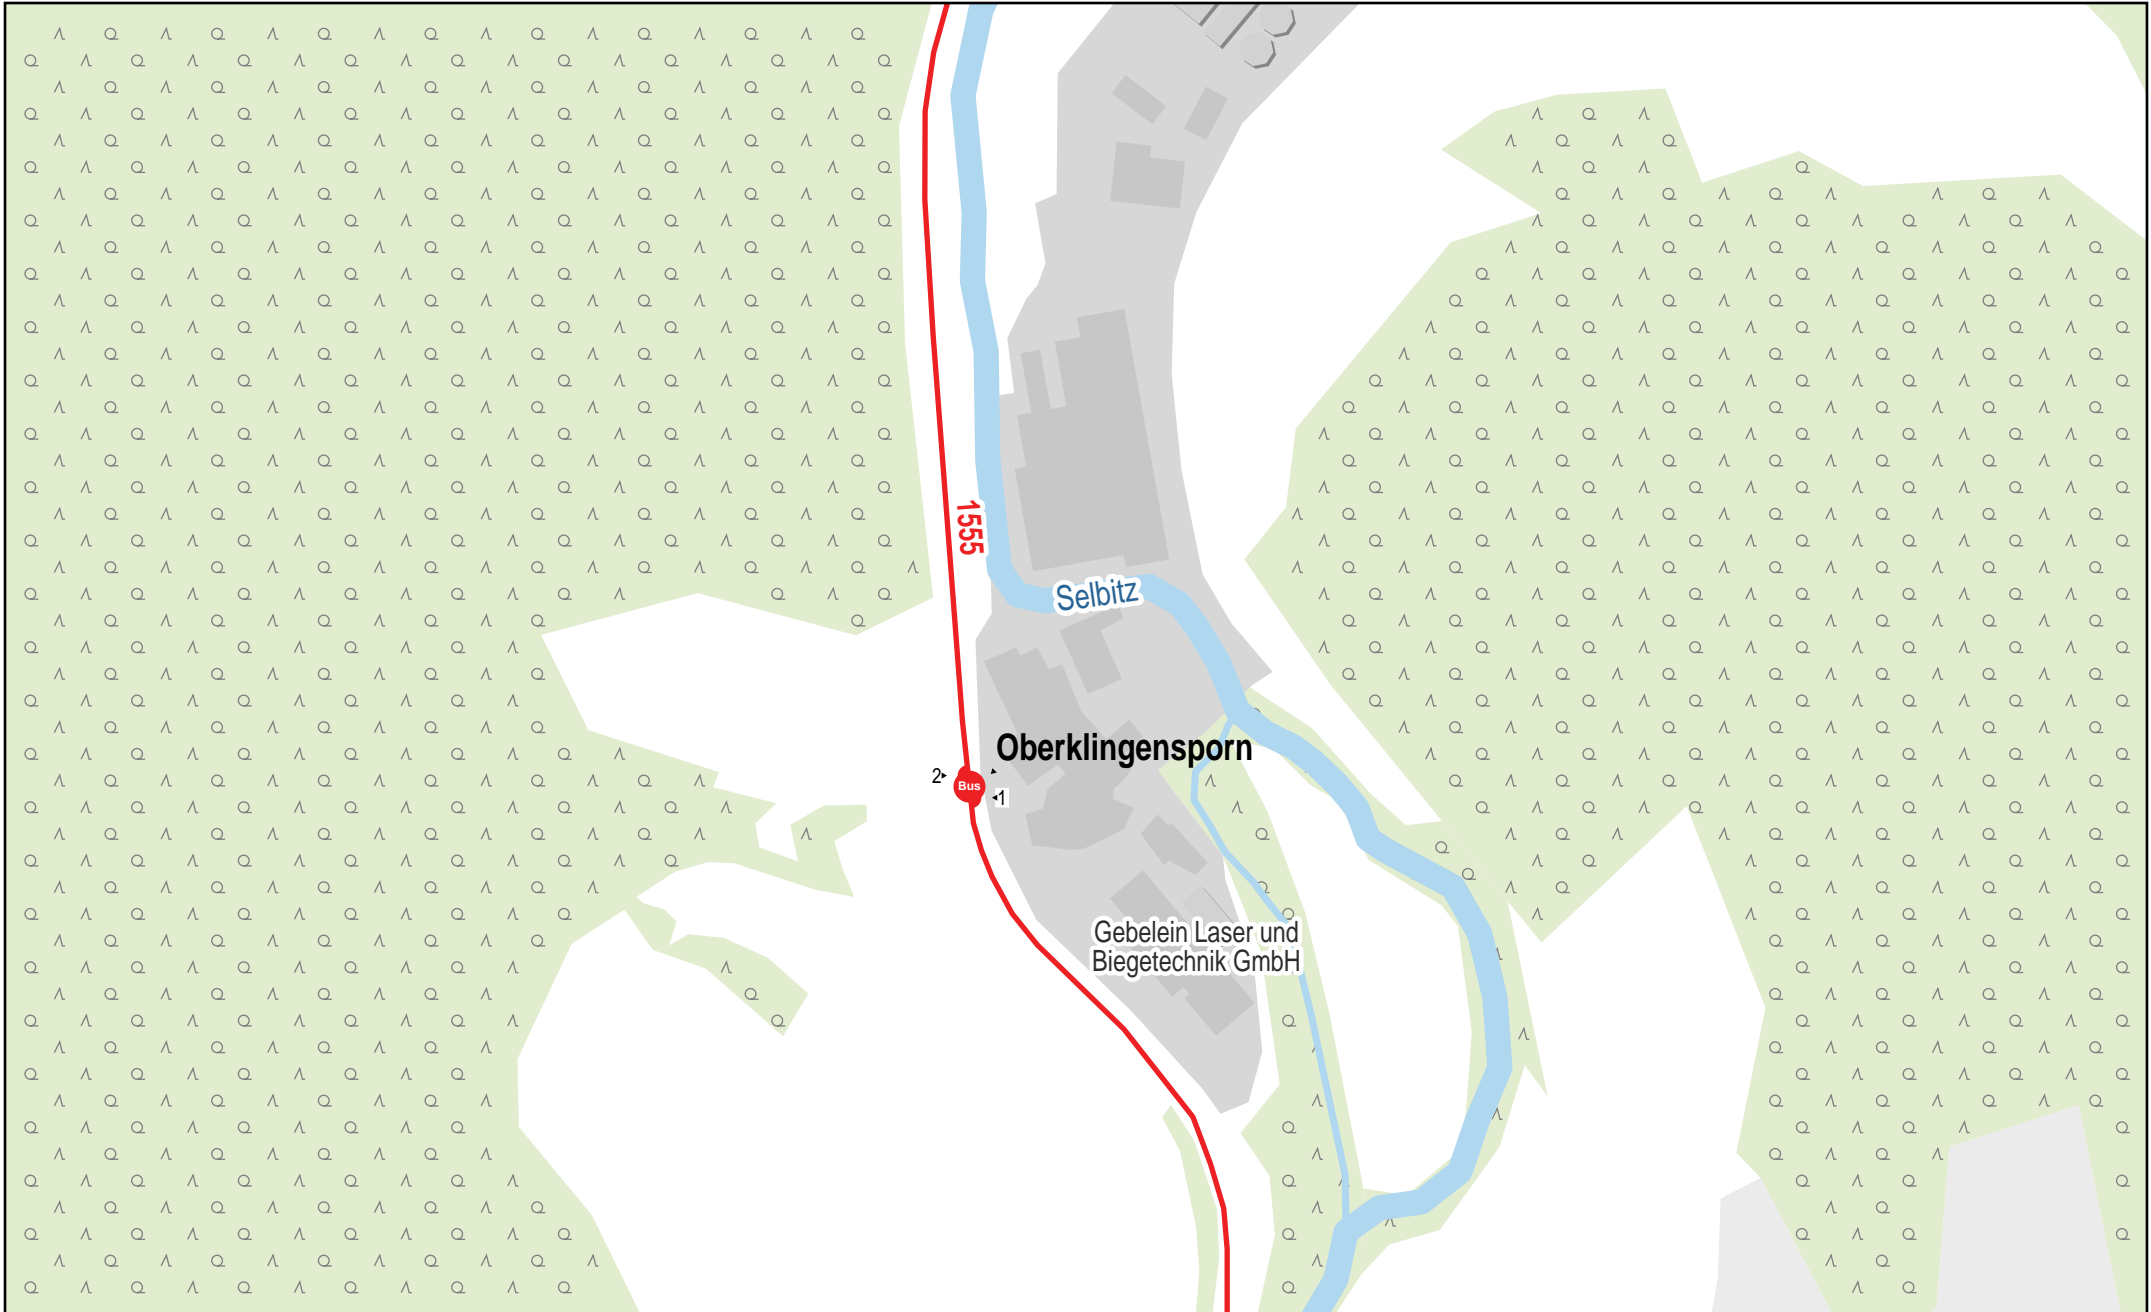 1555
Selbitz
Oberklingensporn
2
Bus
1
Gebelein Laser und
Biegetechnik GmbH